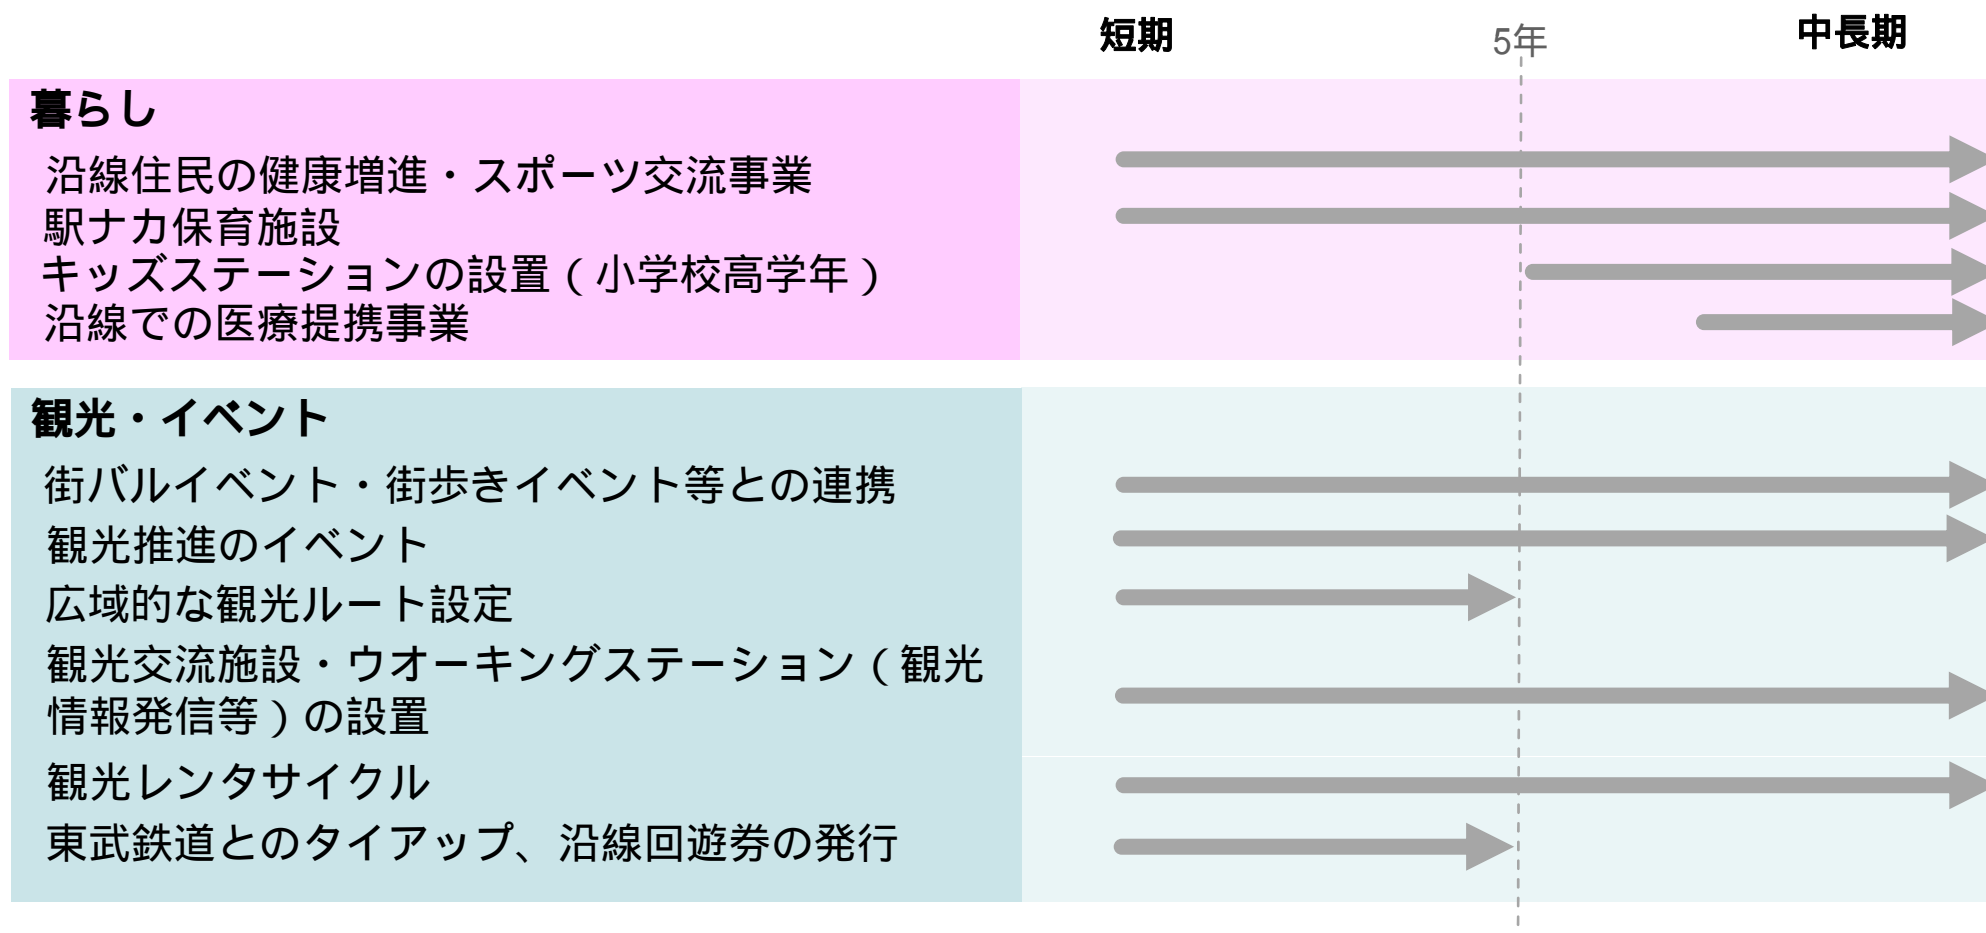 短期 5年 中長期
暮らし
沿線住民の健康増進・スポーツ交流事業
駅ナカ保育施設
キッズステーションの設置（小学校高学年）
沿線での医療提携事業
観光・イベント
街バルイベント・街歩きイベント等との連携
観光推進のイベント
広域的な観光ルート設定
観光交流施設・ウオーキングステーション（観光
情報発信等）の設置
観光レンタサイクル
東武鉄道とのタイアップ、沿線回遊券の発行